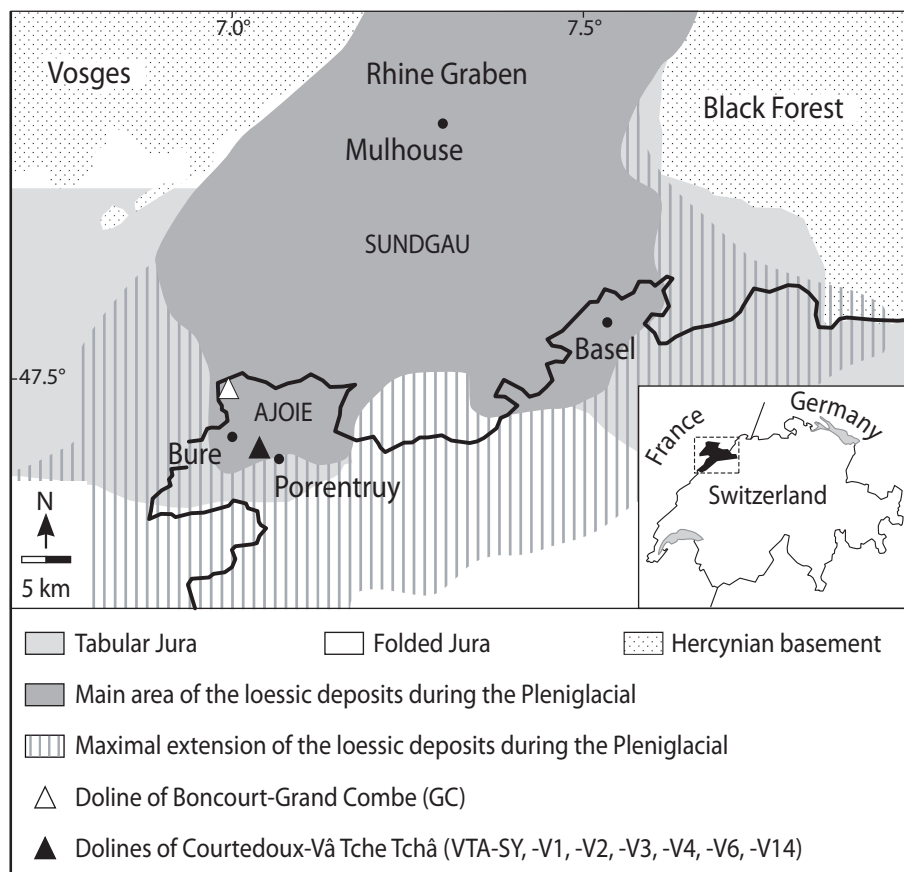 7.0°
7.5°
Vosges
Rhine Graben
Black Forest
Mulhouse
SUNDGAU
Basel
47.5°
AJOIE
Bure
Porrentruy
N
5 km
France
Germany
Switzerland
Tabular Jura
Folded Jura
Hercynian basement
Main area of the loessic deposits during the Pleniglacial
Maximal extension of the loessic deposits during the Pleniglacial
Doline of Boncourt-Grand Combe (GC)
Dolines of Courtedoux-Vâ Tche Tchâ (VTA-SY, -V1, -V2, -V3, -V4, -V6, -V14)